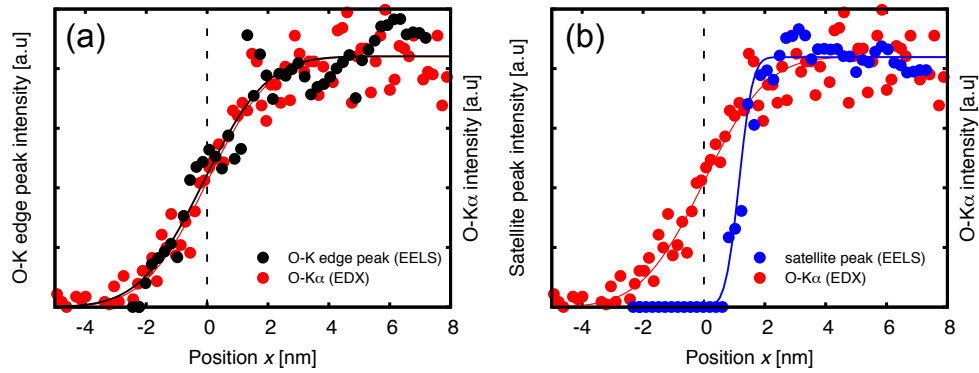 (a)
O-K edge peak intensity [a.u]
O-K edge peak (EELS)
O-Kα (EDX)
O-Kα intensity [a.u]
-4 -2 0 2 4 6 8
Position x [nm]
(b)
Satellite peak intensity [a.u]
satellite peak (EELS)
O-Kα (EDX)
O-Kα intensity [a.u]
-4 -2 0 2 4 6 8
Position x [nm]